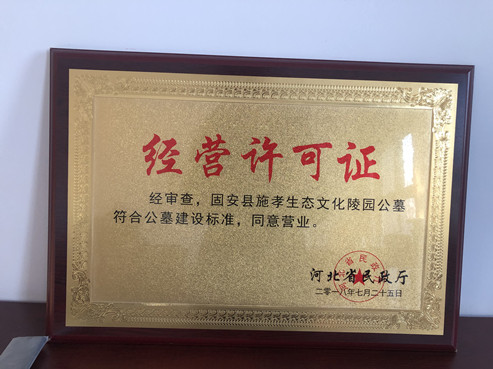 经营许可证
经审查，固安县施孝生态文化陵园公墓
符合公墓建设标准，同意营业。
河北省民政厅
二零一八年七月二十五日